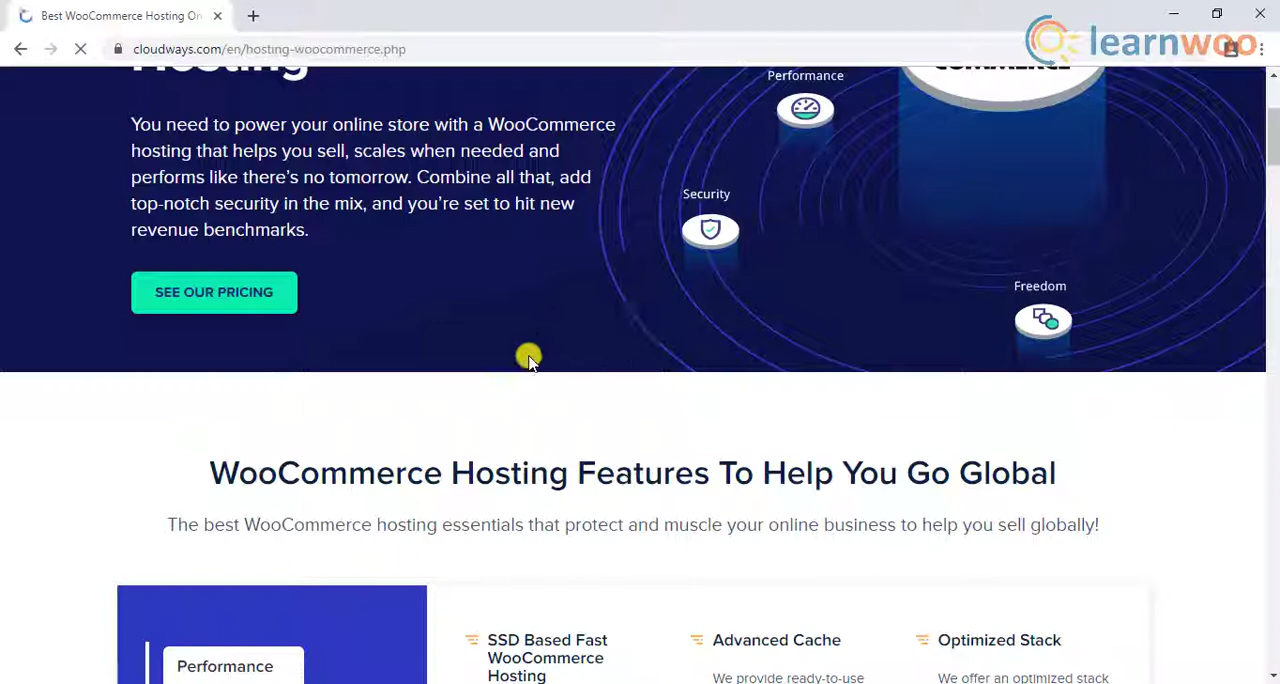 Best WooCommerce Hosting On
cloudways.com/en/hosting-woocommerce.php
learnwoo
Hosting
COMMERCE
Performance
You need to power your online store with a WooCommerce
hosting that helps you sell, scales when needed and
performs like there's no tomorrow. Combine all that, add
top-notch security in the mix, and you're set to hit new
revenue benchmarks.
Security
SEE OUR PRICING
Freedom
WooCommerce Hosting Features To Help You Go Global
The best WooCommerce hosting essentials that protect and muscle your online business to help you sell globally!
Performance
SSD Based Fast
WooCommerce
Hosting
Advanced Cache
We provide ready-to-use
Optimized Stack
We offer an optimized stack